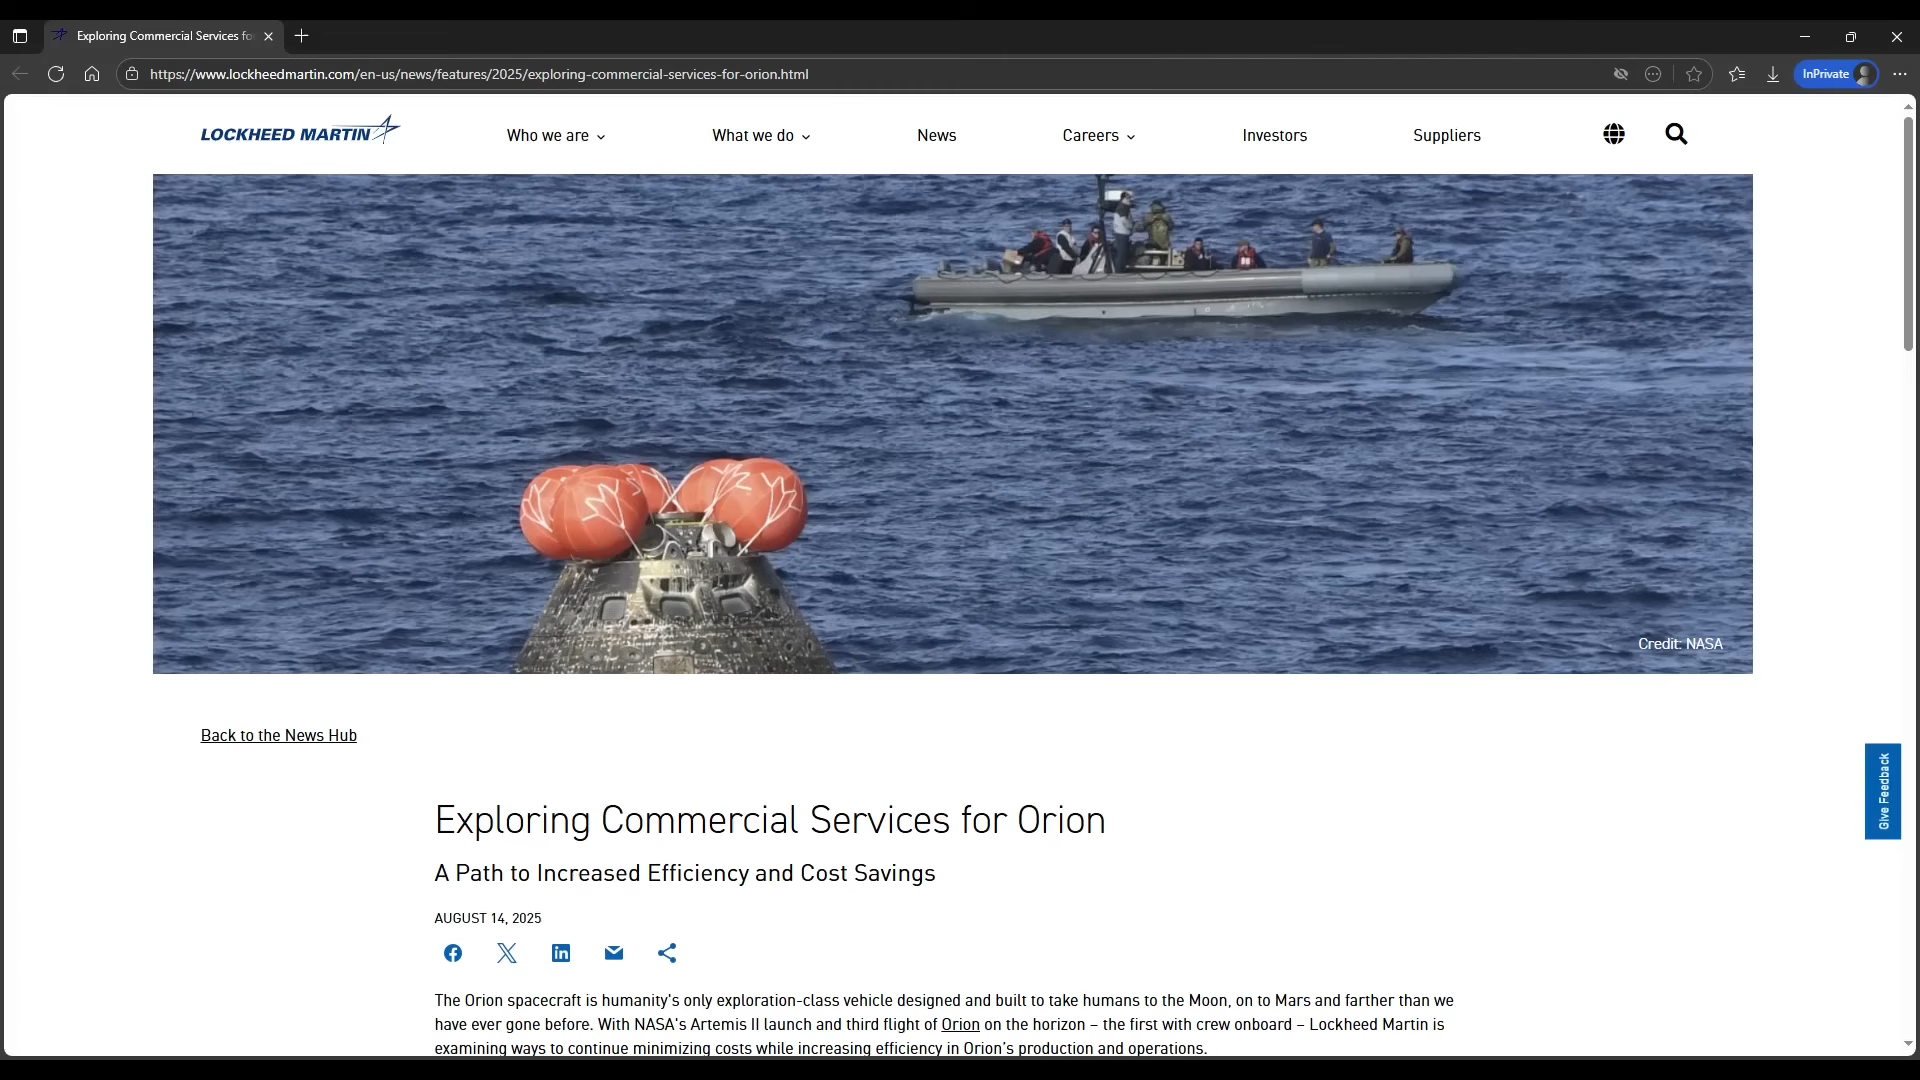 Exploring Commercial Services fo
https://www.lockheedmartin.com/en-us/news/features/2025/exploring-commercial-services-for-orion.html
InPrivate
LOCKHEED MARTIN
Who we are
What we do
News
Careers
Investors
Suppliers
Credit: NASA
Back to the News Hub
Give Feedback
Exploring Commercial Services for Orion
A Path to Increased Efficiency and Cost Savings
AUGUST 14, 2025
The Orion spacecraft is humanity's only exploration-class vehicle designed and built to take humans to the Moon, on to Mars and farther than we
have ever gone before. With NASA's Artemis II launch and third flight of Orion on the horizon – the first with crew onboard – Lockheed Martin is
examining ways to continue minimizing costs while increasing efficiency in Orion's production and operations.